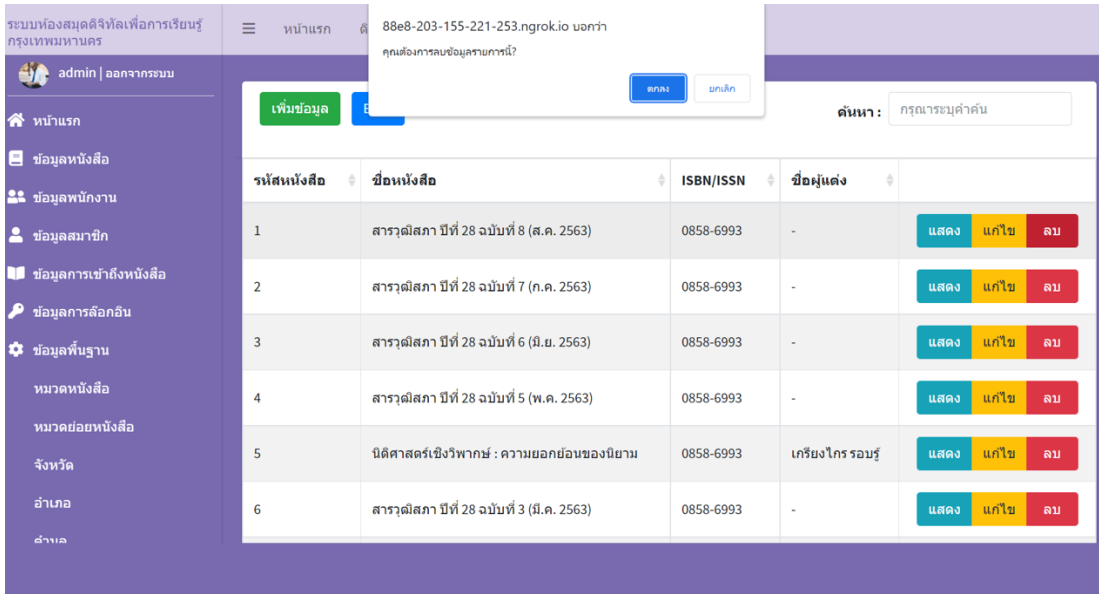 ระบบห้องสมุดดิจิทัลเพื่อการเรียนรู้
กรุงเทพมหานคร
หน้าแรก
88e8-203-155-221-253.ngrok.io บอกว่า
คุณต้องการลบข้อมูลรายการนี้?
ตกลง ยกเลิก
admin | ออกจากระบบ
เพิ่มข้อมูล
ค้นหา : กรุณาระบุคำค้น
หน้าแรก
ข้อมูลหนังสือ
ข้อมูลพนักงาน
ข้อมูลสมาชิก
ข้อมูลการเข้าถึงหนังสือ
ข้อมูลการล๊อกอิน
ข้อมูลพื้นฐาน
หมวดหนังสือ
หมวดย่อยหนังสือ
จังหวัด
อำเภอ
ตำบล
รหัสหนังสือ ชื่อหนังสือ ISBN/ISSN ชื่อผู้แต่ง
1 สารวุฒิสภา ปีที่ 28 ฉบับที่ 8 (ส.ค. 2563) 0858-6993 - แสดง แก้ไข ลบ
2 สารวุฒิสภา ปีที่ 28 ฉบับที่ 7 (ก.ค. 2563) 0858-6993 - แสดง แก้ไข ลบ
3 สารวุฒิสภา ปีที่ 28 ฉบับที่ 6 (มิ.ย. 2563) 0858-6993 - แสดง แก้ไข ลบ
4 สารวุฒิสภา ปีที่ 28 ฉบับที่ 5 (พ.ค. 2563) 0858-6993 - แสดง แก้ไข ลบ
5 นิติศาสตร์เชิงวิพากษ์ : ความยอกย้อนของนิยาม 0858-6993 เกรียงไกร รอบรู้ แสดง แก้ไข ลบ
6 สารวุฒิสภา ปีที่ 28 ฉบับที่ 3 (มี.ค. 2563) 0858-6993 - แสดง แก้ไข ลบ